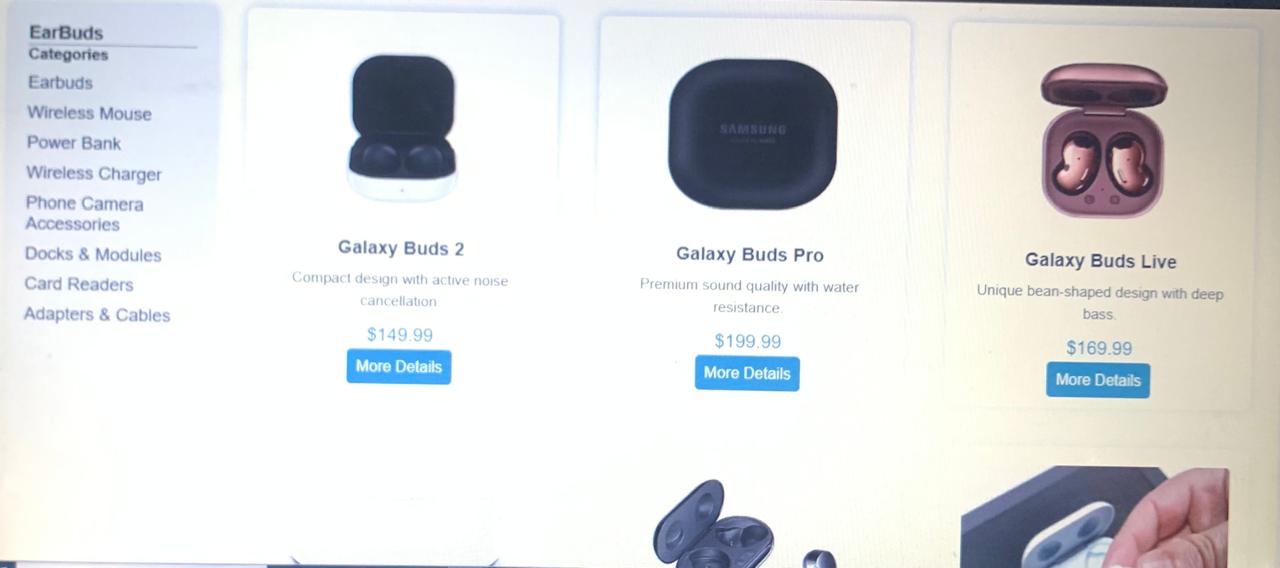 EarBuds
Categories
Earbuds
Wireless Mouse
Power Bank
Wireless Charger
Phone Camera
Accessories
Docks & Modules
Card Readers
Adapters & Cables
Galaxy Buds 2
Compact design with active noise
cancellation
$149.99
More Details
SAMSUNG
Galaxy Buds Pro
Premium sound quality with water
resistance.
$199.99
More Details
Galaxy Buds Live
Unique bean-shaped design with deep
bass.
$169.99
More Details